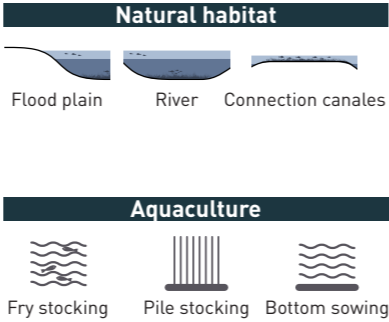 Natural habitat
Flood plain River Connection canales
Aquaculture
Fry stocking Pile stocking Bottom sowing